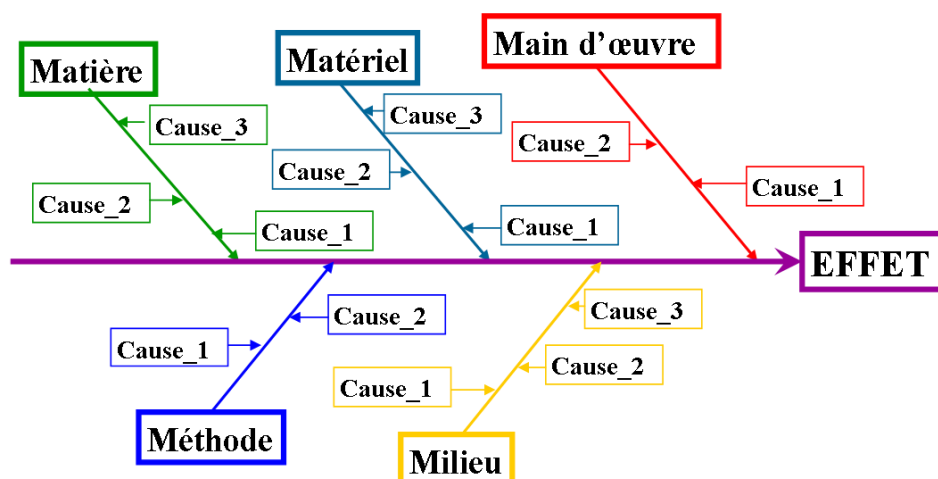 Matière
Matériel
Main d'œuvre
Cause_3
Cause_2
Cause_1
Cause_3
Cause_2
Cause_1
Cause_2
Cause_1
EFFET
Cause_1
Cause_2
Méthode
Cause_3
Cause_2
Cause_1
Milieu